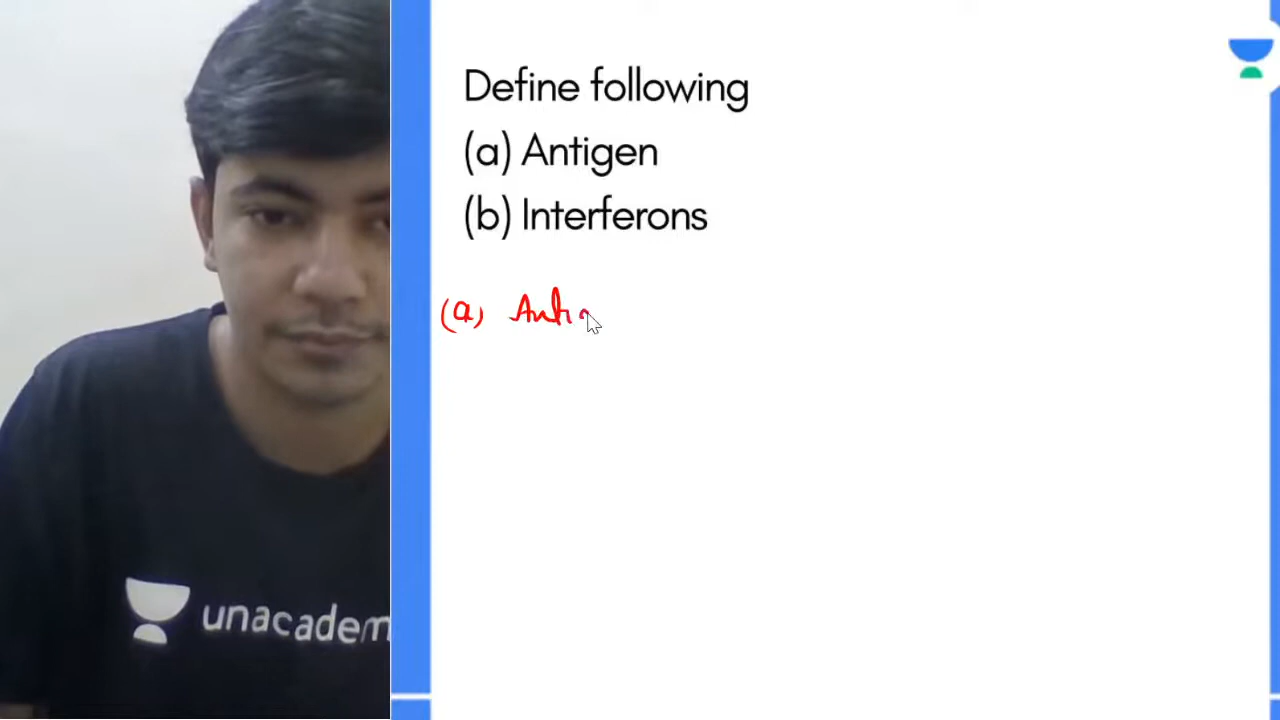 Define following
(a) Antigen
(b) Interferons
(a) Anti
unacadem